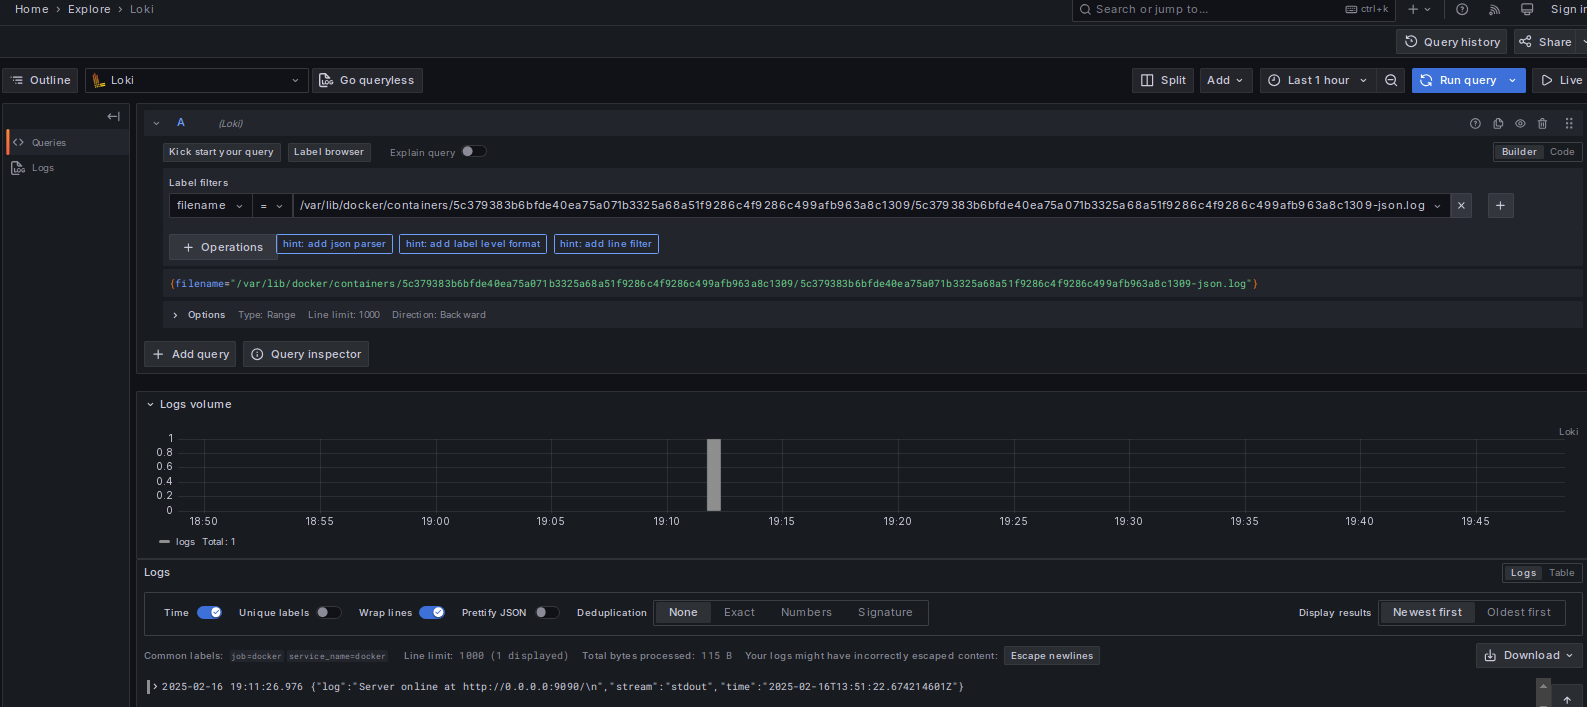 Home > Explore > Loki
Search or jump to... ctrl+k
Sign in
Query history Share
Outline Loki Go queryless Split Add Last 1 hour Run query Live
Queries
Logs
A (Loki)
Kick start your query Label browser Explain query Builder Code
Label filters
filename = /var/lib/docker/containers/5c379383b6bfde40ea75a071b3325a68a51f9286c4f9286c499afb963a8c1309/5c379383b6bfde40ea75a071b3325a68a51f9286c4f9286c499afb963a8c1309-json.log
+ Operations hint: add json parser hint: add label level format hint: add line filter
{filename="/var/lib/docker/containers/5c379383b6bfde40ea75a071b3325a68a51f9286c4f9286c499afb963a8c1309/5c379383b6bfde40ea75a071b3325a68a51f9286c4f9286c499afb963a8c1309-json.log"}
Options Type: Range Line limit: 1000 Direction: Backward
+ Add query Query inspector
Logs volume
Loki
1
0.8
0.6
0.4
0.2
0
18:50 18:55 19:00 19:05 19:10 19:15 19:20 19:25 19:30 19:35 19:40 19:45
logs Total: 1
Logs Logs Table
Time Unique labels Wrap lines Prettify JSON Deduplication None Exact Numbers Signature Display results Newest first Oldest first
Common labels: job=docker service_name=docker Line limit: 1000 (1 displayed) Total bytes processed: 115 B Your logs might have incorrectly escaped content: Escape newlines Download
> 2025-02-16 19:11:26.976 {"log":"Server online at http://0.0.0.0:9090/\n","stream":"stdout","time":"2025-02-16T13:51:22.674214601Z"}